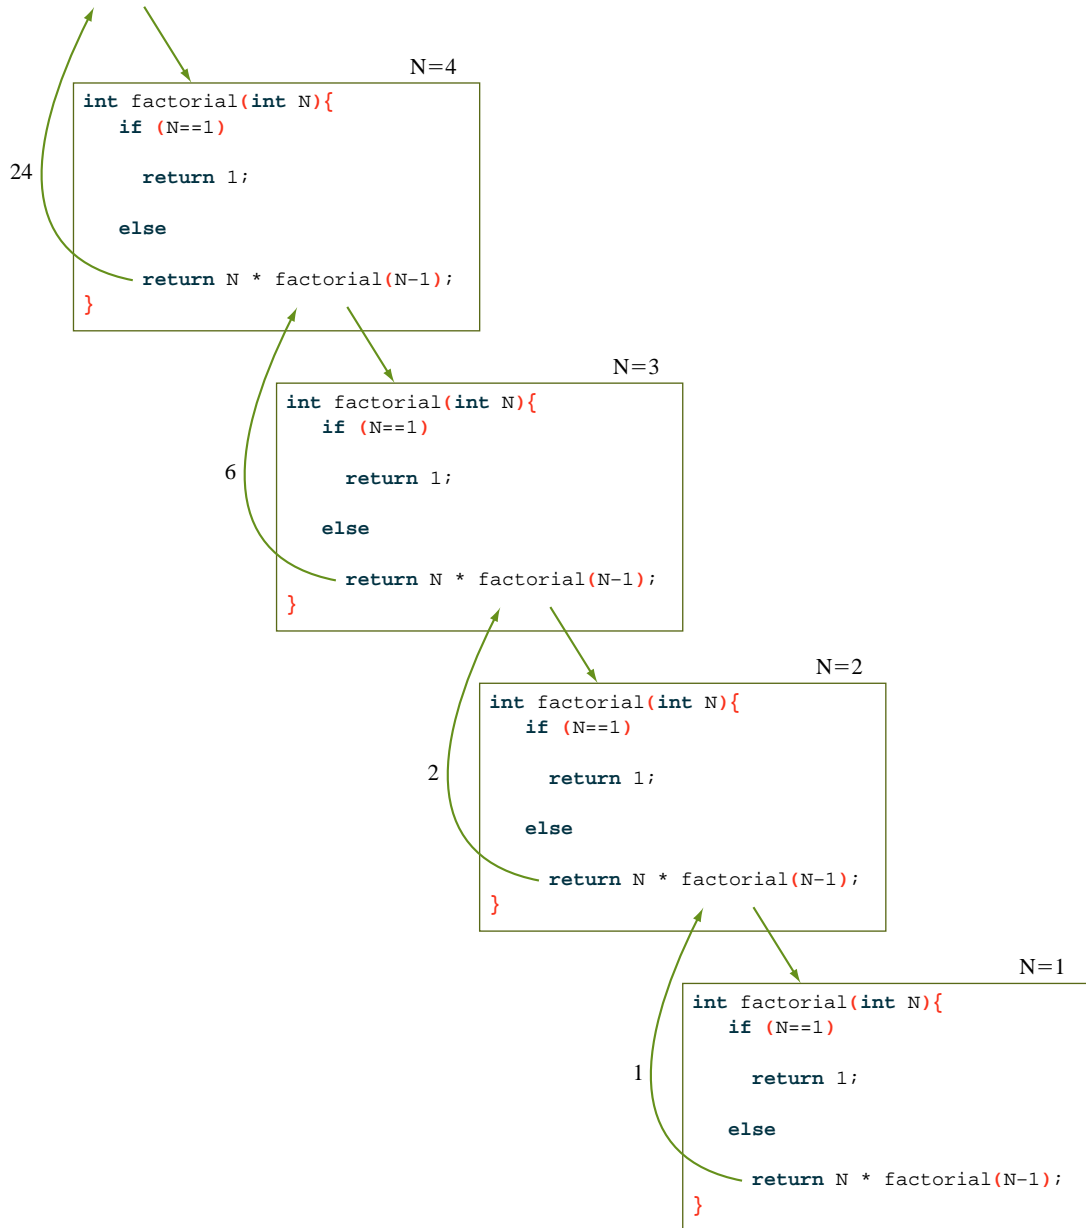 N=4
int factorial(int N){
if (N==1)
return 1;
else
24
return N * factorial(N-1);
}
N=3
int factorial(int N){
if (N==1)
return 1;
else
6
return N * factorial(N-1);
}
N=2
int factorial(int N){
if (N==1)
return 1;
else
2
return N * factorial(N-1);
}
N=1
int factorial(int N){
if (N==1)
return 1;
else
1
return N * factorial(N-1);
}